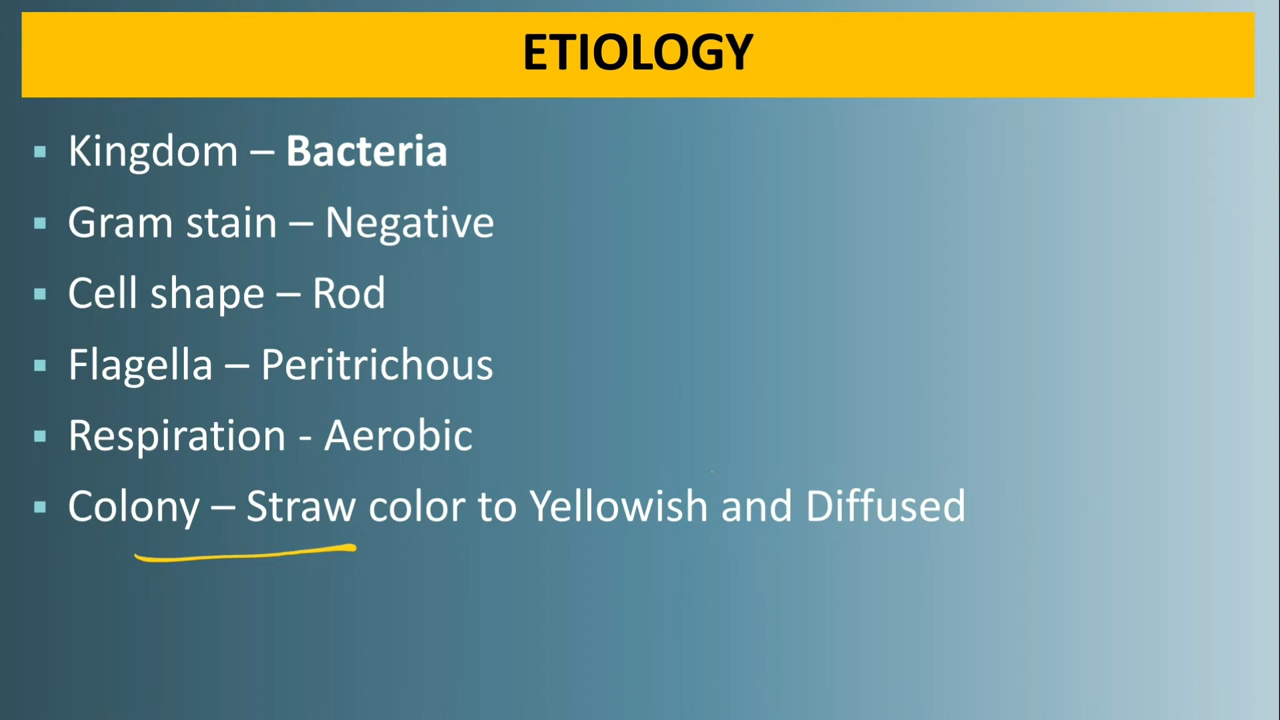 ETIOLOGY
▪ Kingdom – Bacteria
▪ Gram stain – Negative
▪ Cell shape – Rod
▪ Flagella – Peritrichous
▪ Respiration - Aerobic
▪ Colony – Straw color to Yellowish and Diffused